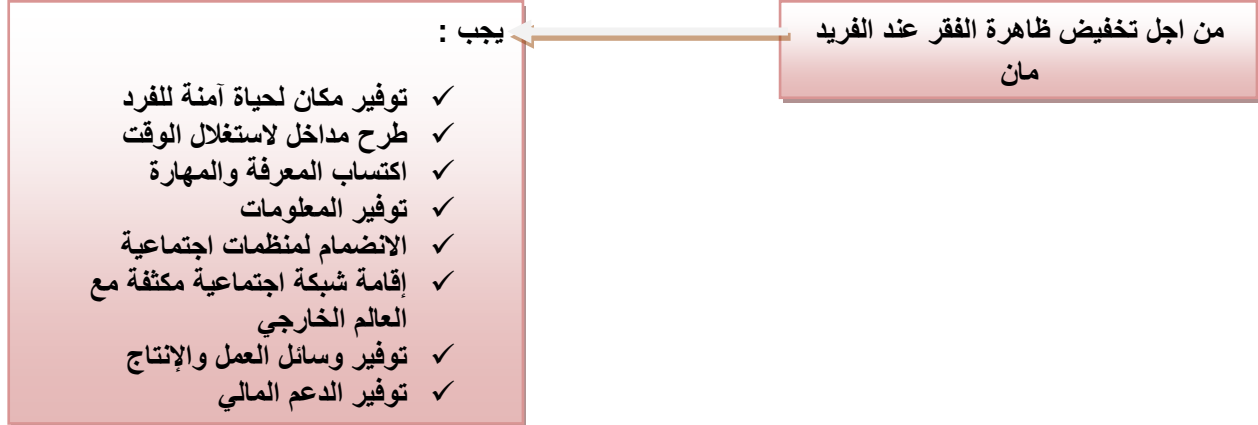 من اجل تخفيض ظاهرة الفقر عند الفريد
مان
يجب :
✓ توفير مكان لحياة آمنة للفرد
✓ طرح مداخل لاستغلال الوقت
✓ اكتساب المعرفة والمهارة
✓ توفير المعلومات
✓ الانضمام لمنظمات اجتماعية
✓ إقامة شبكة اجتماعية مكثفة مع
العالم الخارجي
✓ توفير وسائل العمل والإنتاج
✓ توفير الدعم المالي